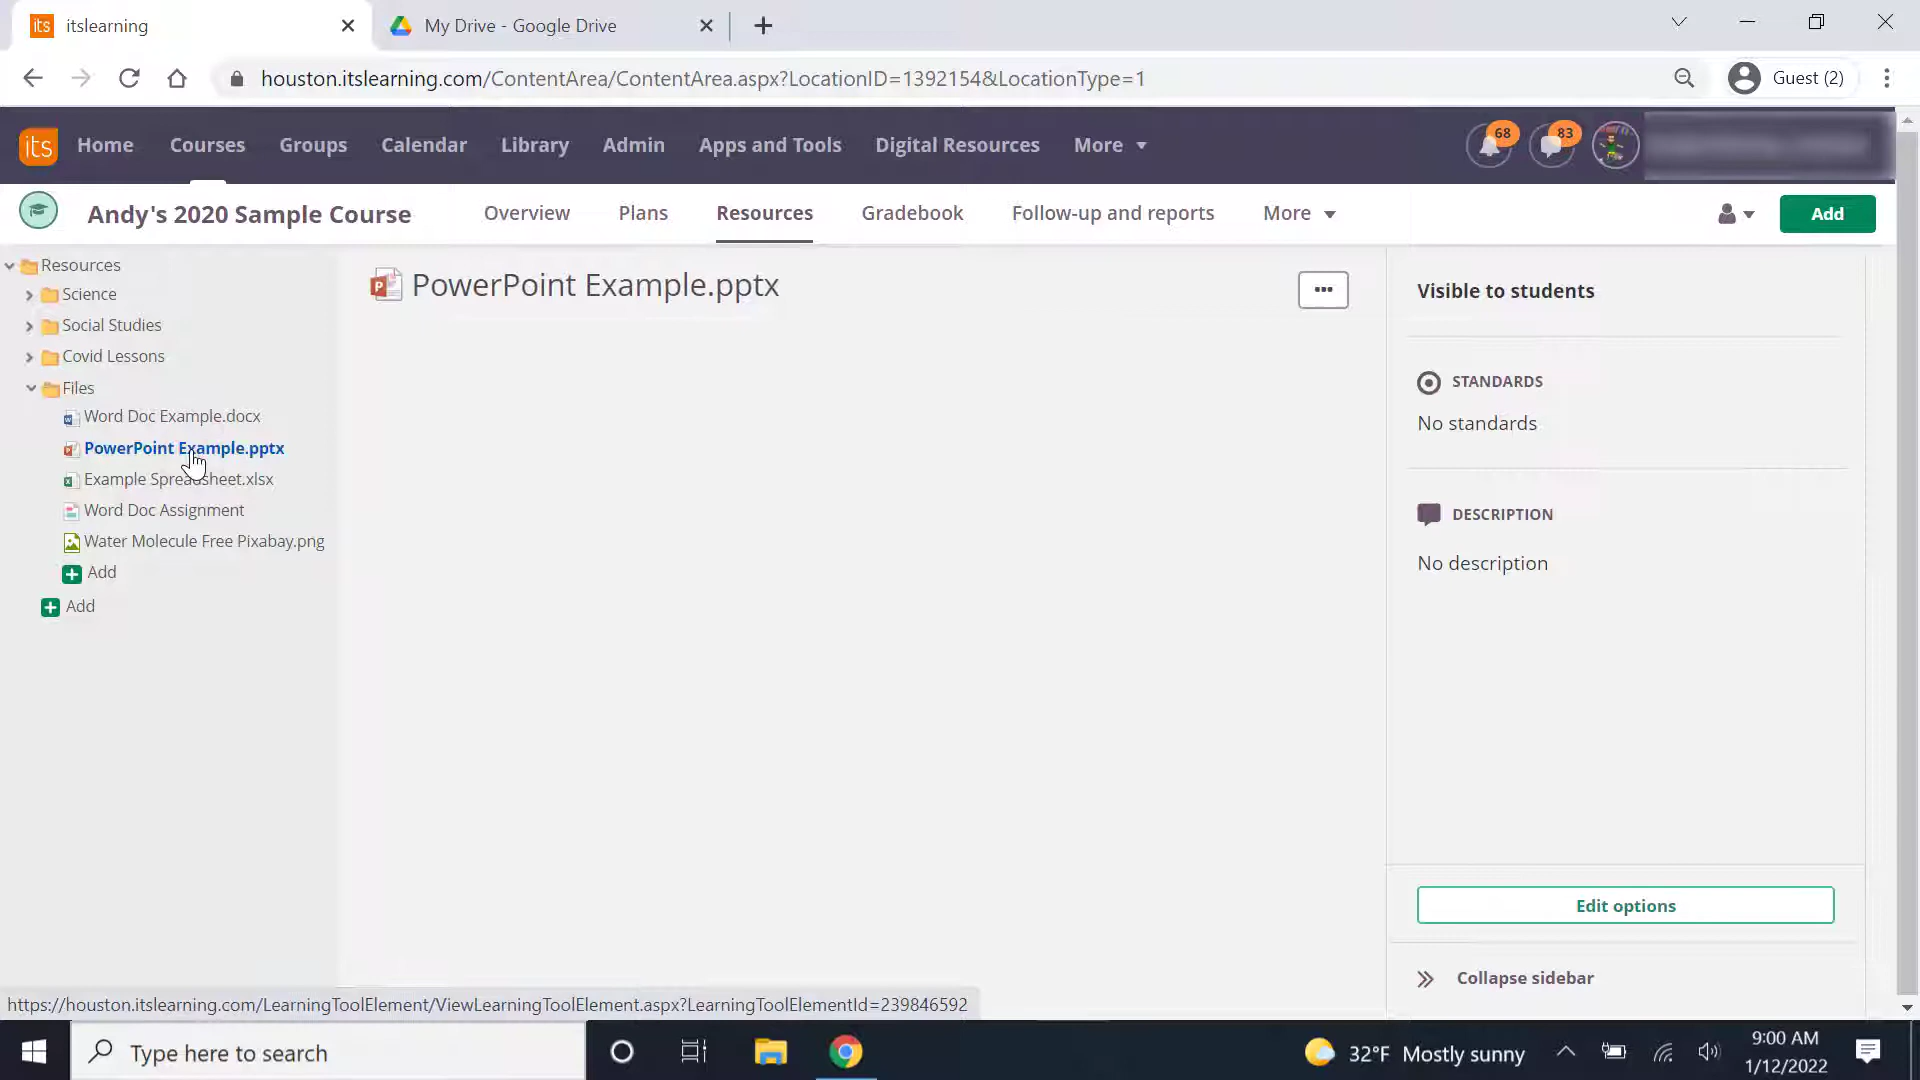 its itslearning
My Drive - Google Drive
houston.itslearning.com/ContentArea/ContentArea.aspx?LocationID=1392154&LocationType=1
Guest (2)
its Home Courses Groups Calendar Library Admin Apps and Tools Digital Resources More 68 83
Andy's 2020 Sample Course Overview Plans Resources Gradebook Follow-up and reports More Add
Resources
Science
Social Studies
Covid Lessons
Files
Word Doc Example.docx
PowerPoint Example.pptx
Example Spreadsheet.xlsx
Word Doc Assignment
Water Molecule Free Pixabay.png
Add
Add
PowerPoint Example.pptx
Visible to students
STANDARDS
No standards
DESCRIPTION
No description
Edit options
Collapse sidebar
https://houston.itslearning.com/LearningToolElement/ViewLearningToolElement.aspx?LearningToolElementId=239846592
Type here to search
32°F Mostly sunny
9:00 AM
1/12/2022